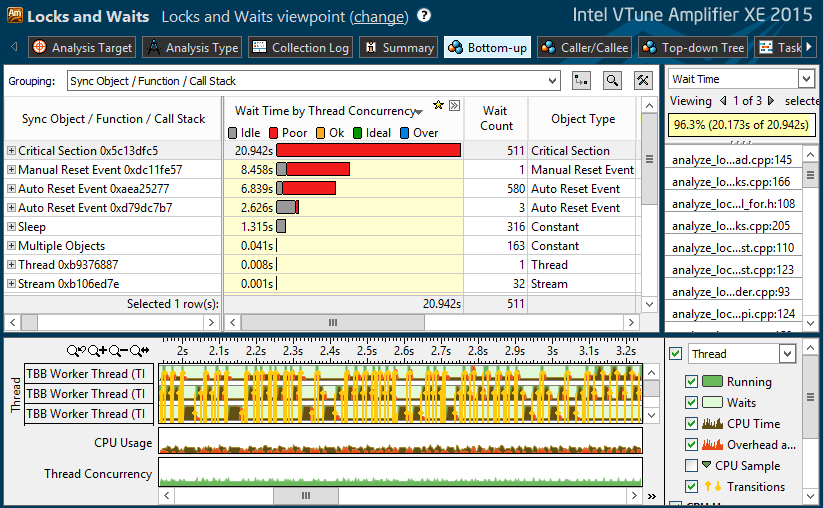 Locks and Waits Locks and Waits viewpoint (change) ? Intel VTune Amplifier XE 2015
Analysis Target Analysis Type Collection Log Summary Bottom-up Caller/Callee Top-down Tree Task
Grouping: Sync Object / Function / Call Stack
Sync Object / Function / Call Stack
Wait Time by Thread Concurrency
Idle Poor Ok Ideal Over
Wait
Count
Object Type
Critical Section 0x5c13dfc5 20.942s 511 Critical Section
Manual Reset Event 0xdc11fe57 8.458s 1 Manual Reset Event
Auto Reset Event 0xaea25277 6.839s 580 Auto Reset Event
Auto Reset Event 0xd79dc7b7 2.626s 3 Auto Reset Event
Sleep 1.315s 316 Constant
Multiple Objects 0.041s 163 Constant
Thread 0xb9376887 0.008s 1 Thread
Stream 0xb106ed7e 0.001s 32 Stream
Selected 1 row(s): 20.942s 511
Wait Time
Viewing 1 of 3 selecte
96.3% (20.173s of 20.942s)
analyze_lo...ad.cpp:145
analyze_lo...ks.cpp:166
analyze_loc...l_for.h:108
analyze_lo...ks.cpp:205
analyze_loc...st.cpp:110
analyze_loc...st.cpp:123
analyze_loc...der.cpp:93
analyze_loc...pi.cpp:124
2s 2.1s 2.2s 2.3s 2.4s 2.5s 2.6s 2.7s 2.8s 2.9s 3s 3.1s 3.2s
Thread
TBB Worker Thread (TI
TBB Worker Thread (TI
TBB Worker Thread (TI
CPU Usage
Thread Concurrency
Thread
Running
Waits
CPU Time
Overhead a...
CPU Sample
Transitions